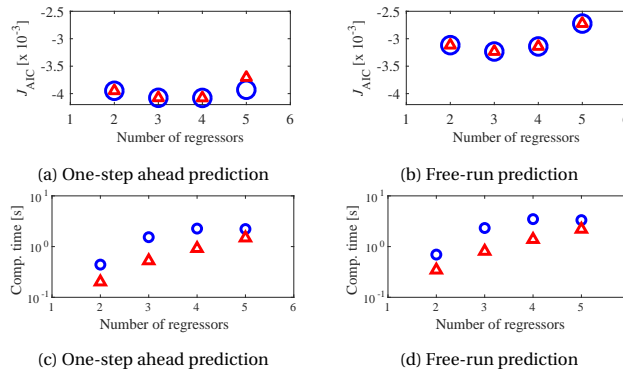 -2.5
-3
-3.5
-4
J_AIC [x 10^-3]
1 2 3 4 5 6
Number of regressors
(a) One-step ahead prediction
-2.5
-3
-3.5
-4
J_AIC [x 10^-3]
1 2 3 4 5 6
Number of regressors
(b) Free-run prediction
10^1
10^0
10^-1
Comp. time [s]
1 2 3 4 5 6
Number of regressors
(c) One-step ahead prediction
10^1
10^0
10^-1
Comp. time [s]
1 2 3 4 5 6
Number of regressors
(d) Free-run prediction